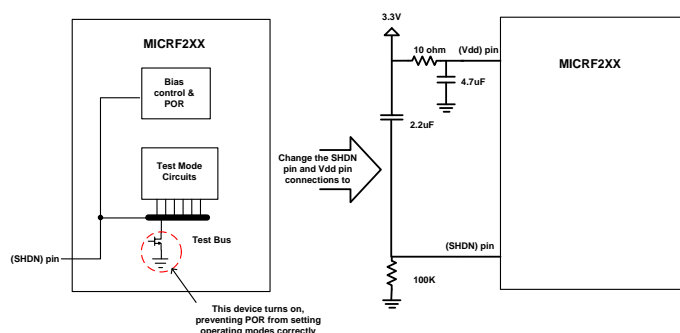 MICRF2XX
Bias
control &
POR
Test Mode
Circuits
Test Bus
(SHDN) pin
This device turns on,
preventing POR from setting
operating modes correctly
Change the SHDN
pin and Vdd pin
connections to
3.3V
10 ohm
(Vdd) pin
4.7uF
2.2uF
MICRF2XX
(SHDN) pin
100K